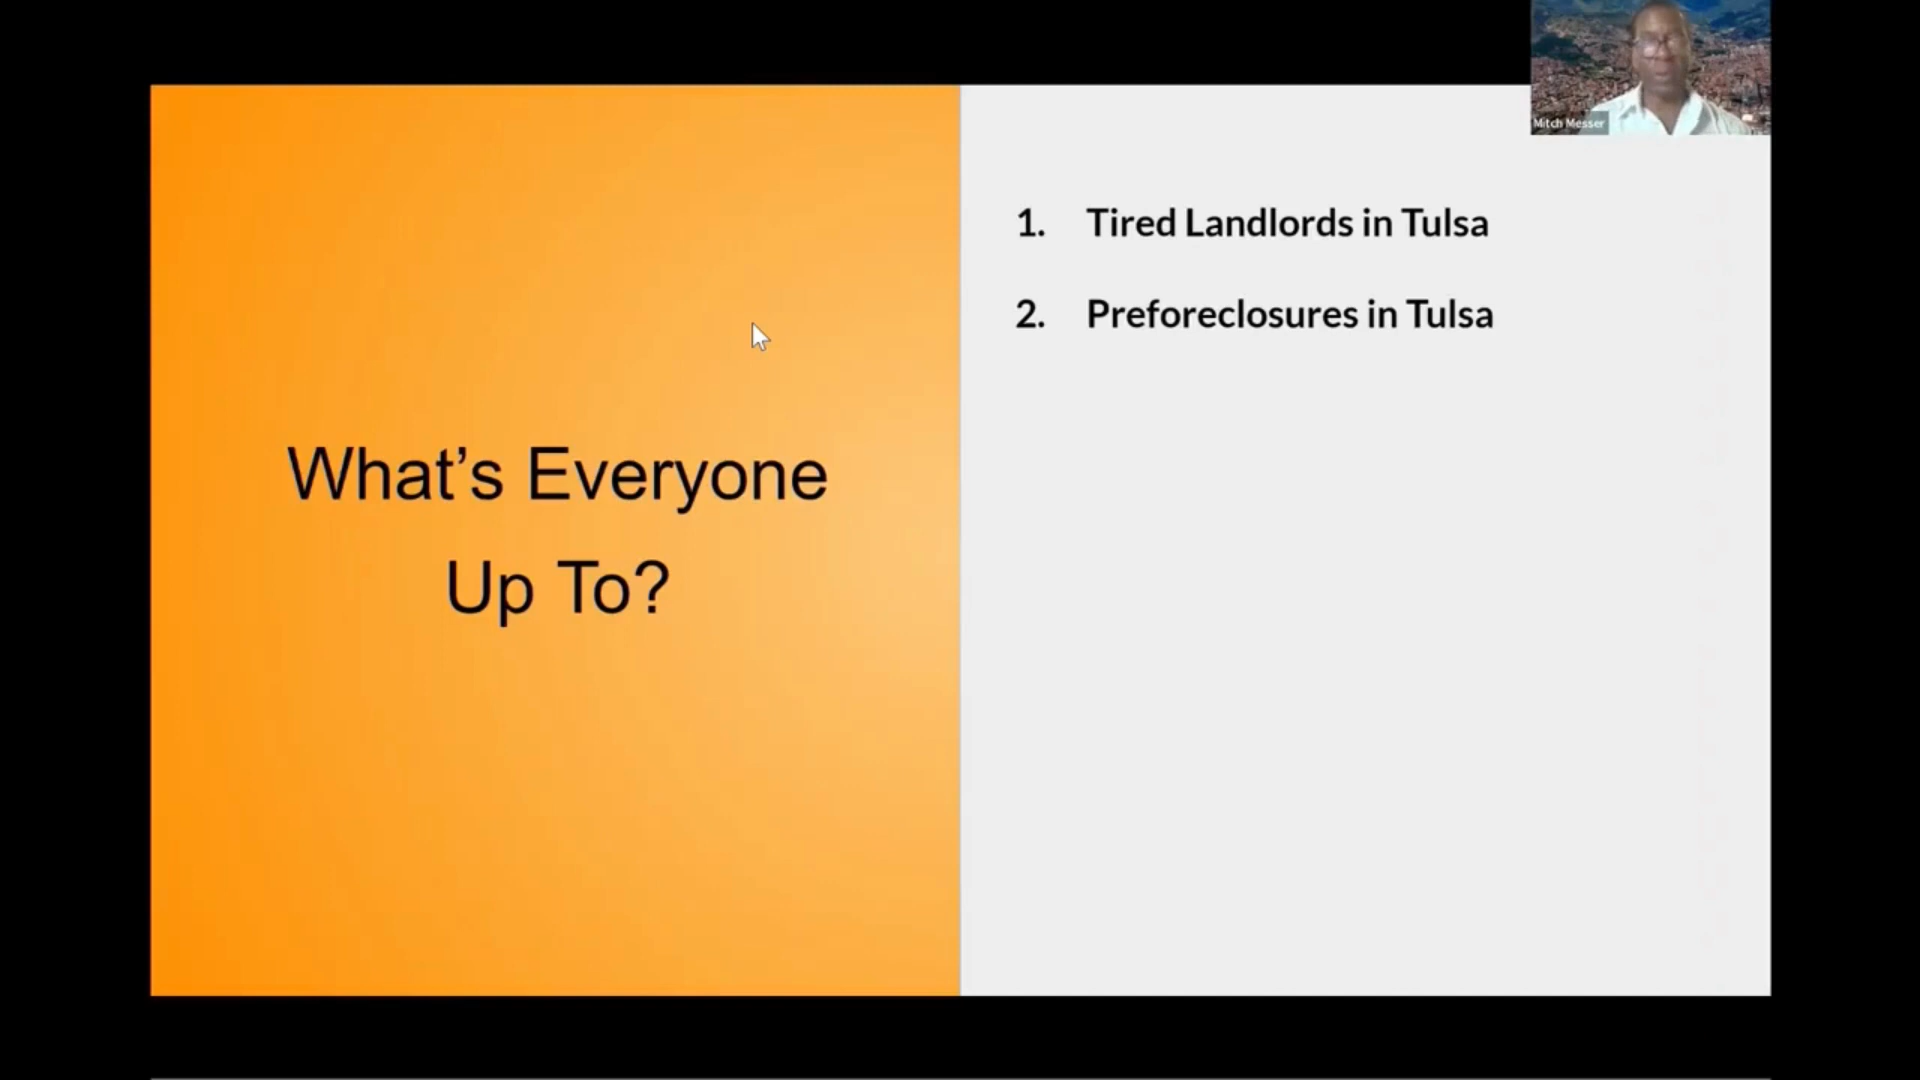 Mitch Messer
What's Everyone
Up To?
1. Tired Landlords in Tulsa
2. Preforeclosures in Tulsa